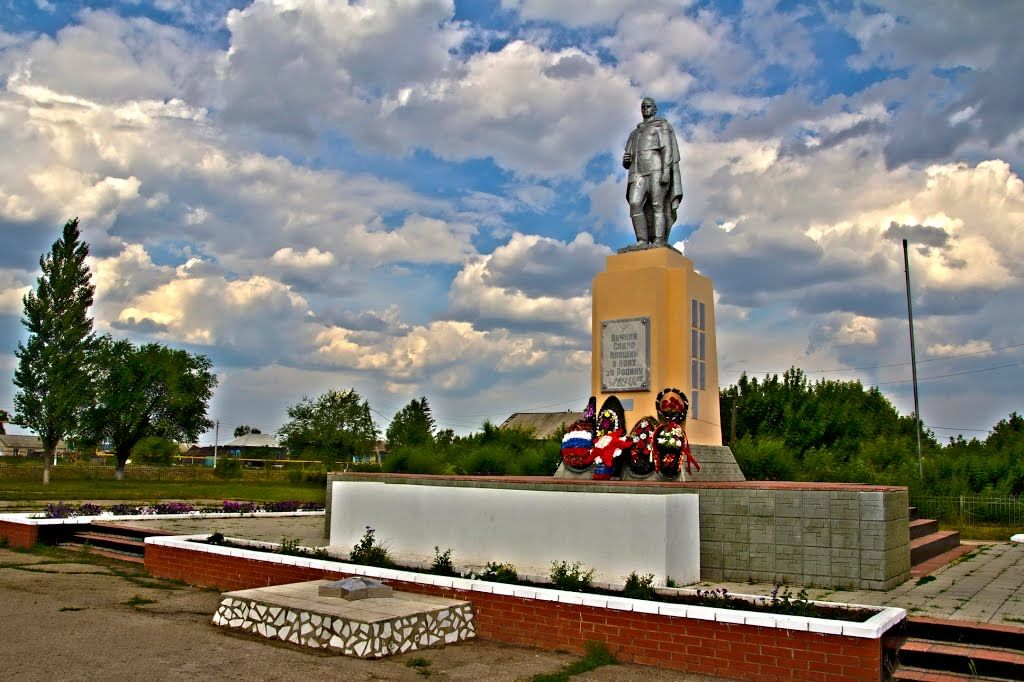 Вечная
Слава
павшим
в боях
за Родину